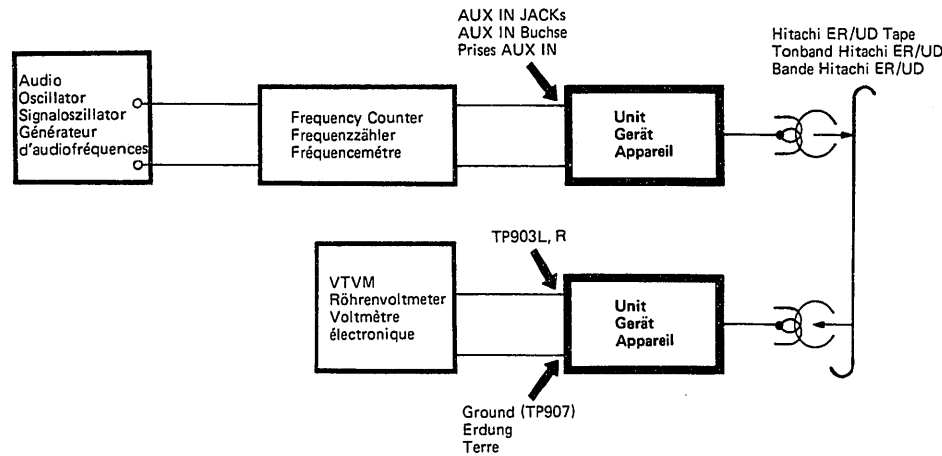 AUX IN JACKs
AUX IN Buchse
Prises AUX IN
Hitachi ER/UD Tape
Tonband Hitachi ER/UD
Bande Hitachi ER/UD
Audio
Oscillator
Signaloszillator
Générateur
d'audiofréquences
Frequency Counter
Frequenzzähler
Fréquencemétre
Unit
Gerät
Appareil
TP903L, R
VTVM
Röhrenvoltmeter
Voltmètre
électronique
Unit
Gerät
Appareil
Ground (TP907)
Erdung
Terre